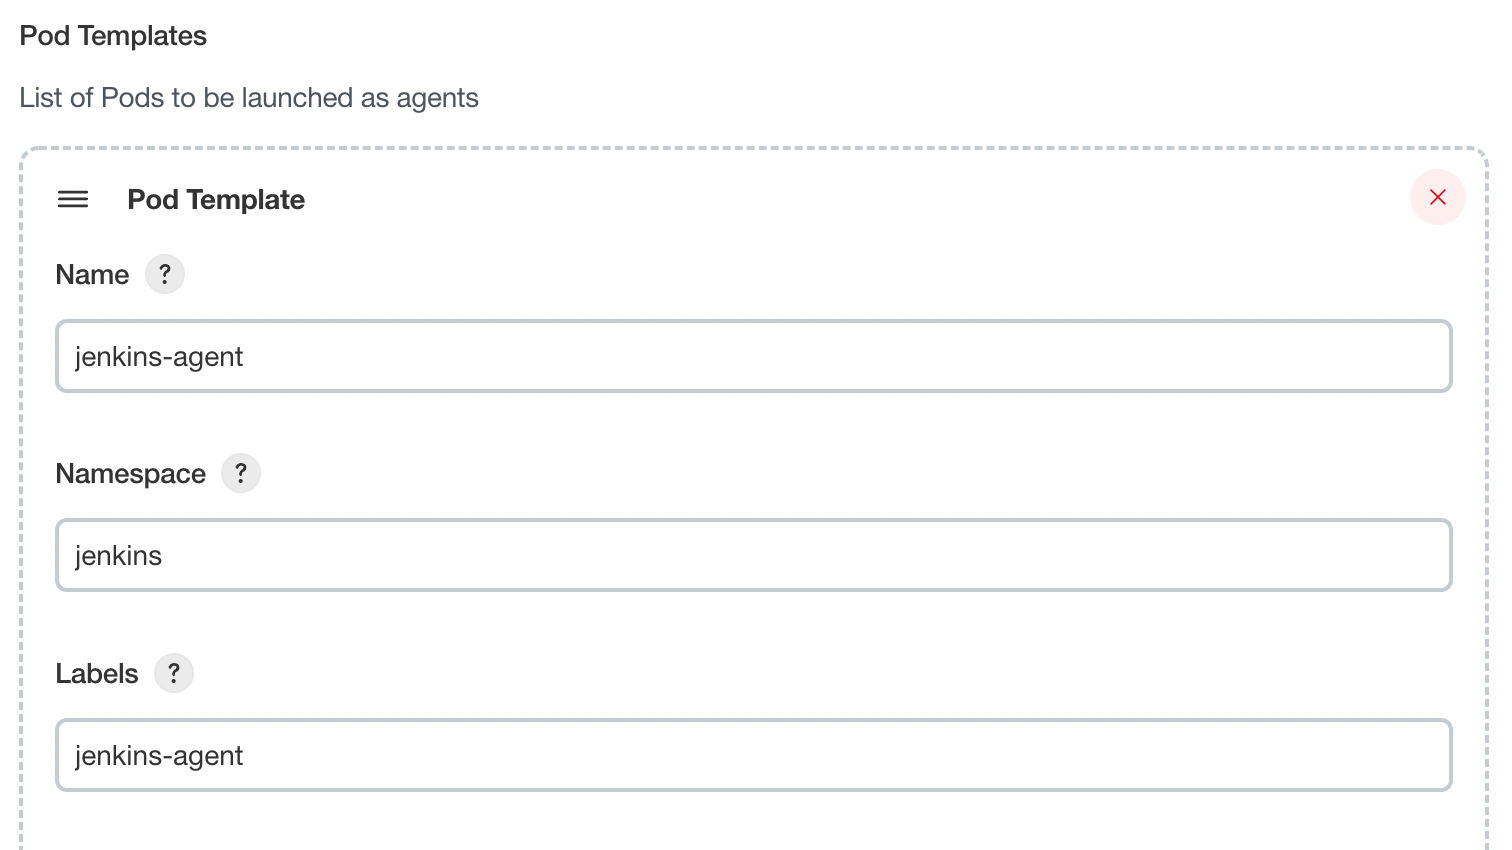 Pod Templates
List of Pods to be launched as agents
Pod Template
Name ?
jenkins-agent
Namespace ?
jenkins
Labels ?
jenkins-agent